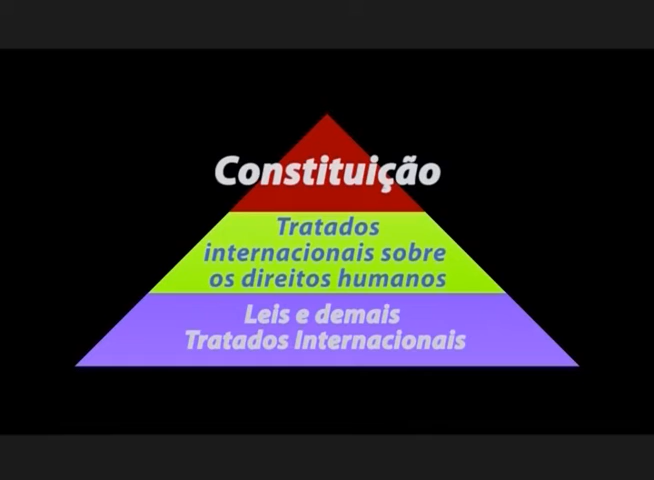 Constituição
Tratados
internacionais sobre
os direitos humanos
Leis e demais
Tratados Internacionais